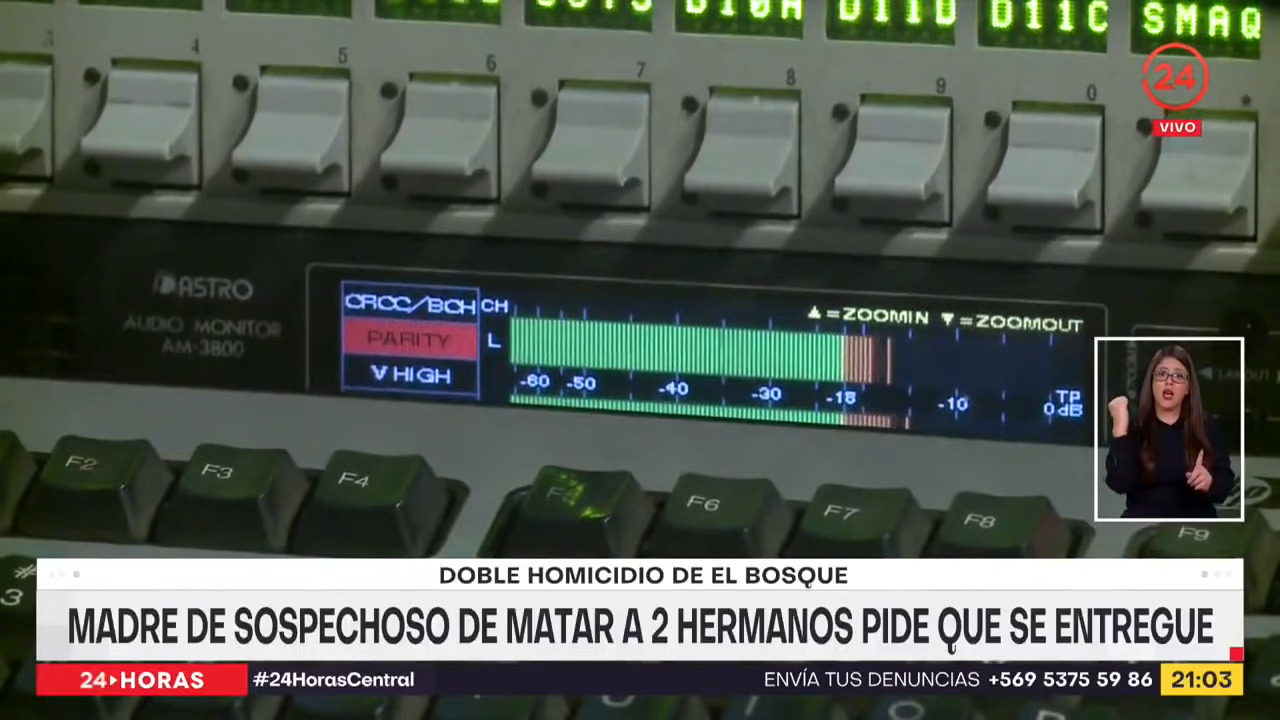 D10A D11D D11C SMAQ
3 4 5 6 7 8 9 0 *
24
VIVO
ASTRO
AUDIO MONITOR
AM-3800
CRCC/BCH CH
PARITY L
V HIGH
▲=ZOOMIN ▼=ZOOMOUT
-60 -50 -40 -30 -18 -10 0dB
TP
F2 F3 F4 F6 F7 F8 F9
#
3
DOBLE HOMICIDIO DE EL BOSQUE
MADRE DE SOSPECHOSO DE MATAR A 2 HERMANOS PIDE QUE SE ENTREGUE
24 HORAS #24HorasCentral ENVÍA TUS DENUNCIAS +569 5375 59 86 21:03